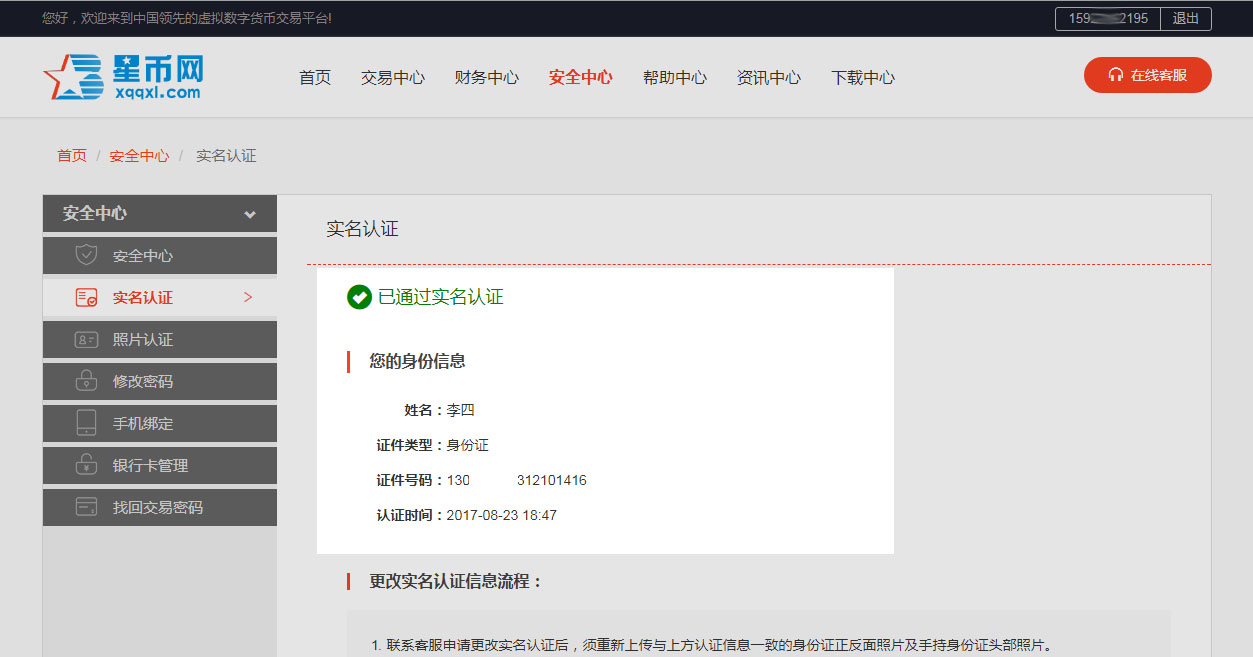 您好，欢迎来到中国领先的虚拟数字货币交易平台!
159 2195 退出
星币网
xqqxl.com
首页 交易中心 财务中心 安全中心 帮助中心 资讯中心 下载中心
在线客服
首页 / 安全中心 / 实名认证
安全中心
安全中心
实名认证
照片认证
修改密码
手机绑定
银行卡管理
找回交易密码
实名认证
已通过实名认证
您的身份信息
姓名：李四
证件类型：身份证
证件号码：130 312101416
认证时间：2017-08-23 18:47
更改实名认证信息流程：
1. 联系客服申请更改实名认证后，须重新上传与上方认证信息一致的身份证正反面照片及手持身份证头部照片。